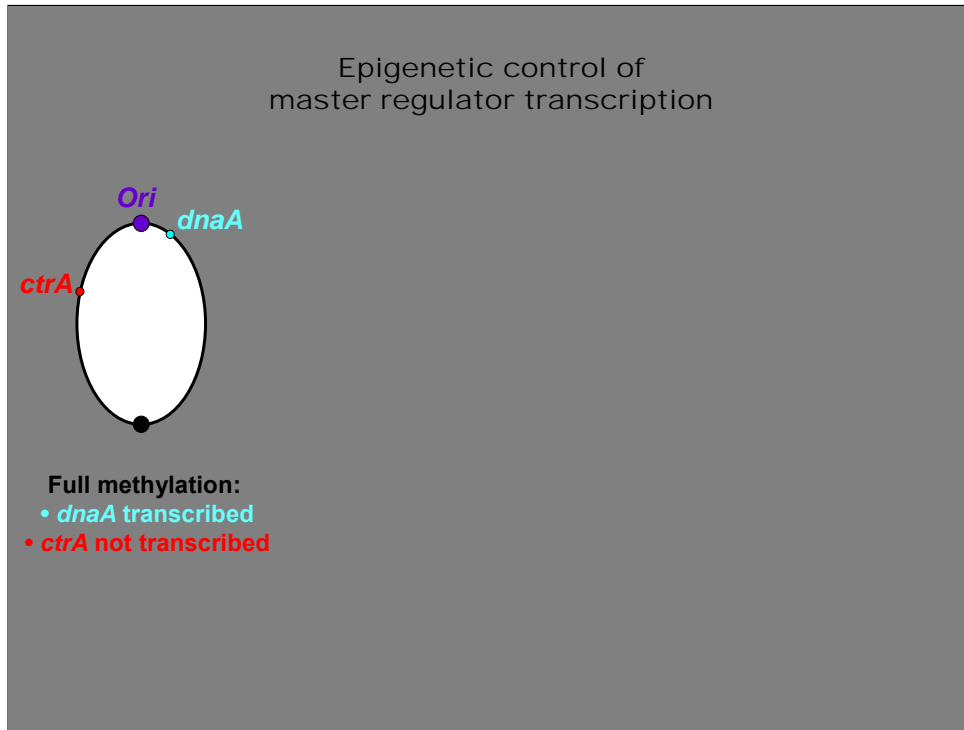 Epigenetic control of
master regulator transcription
Ori
dnaA
ctrA
Full methylation:
• dnaA transcribed
• ctrA not transcribed